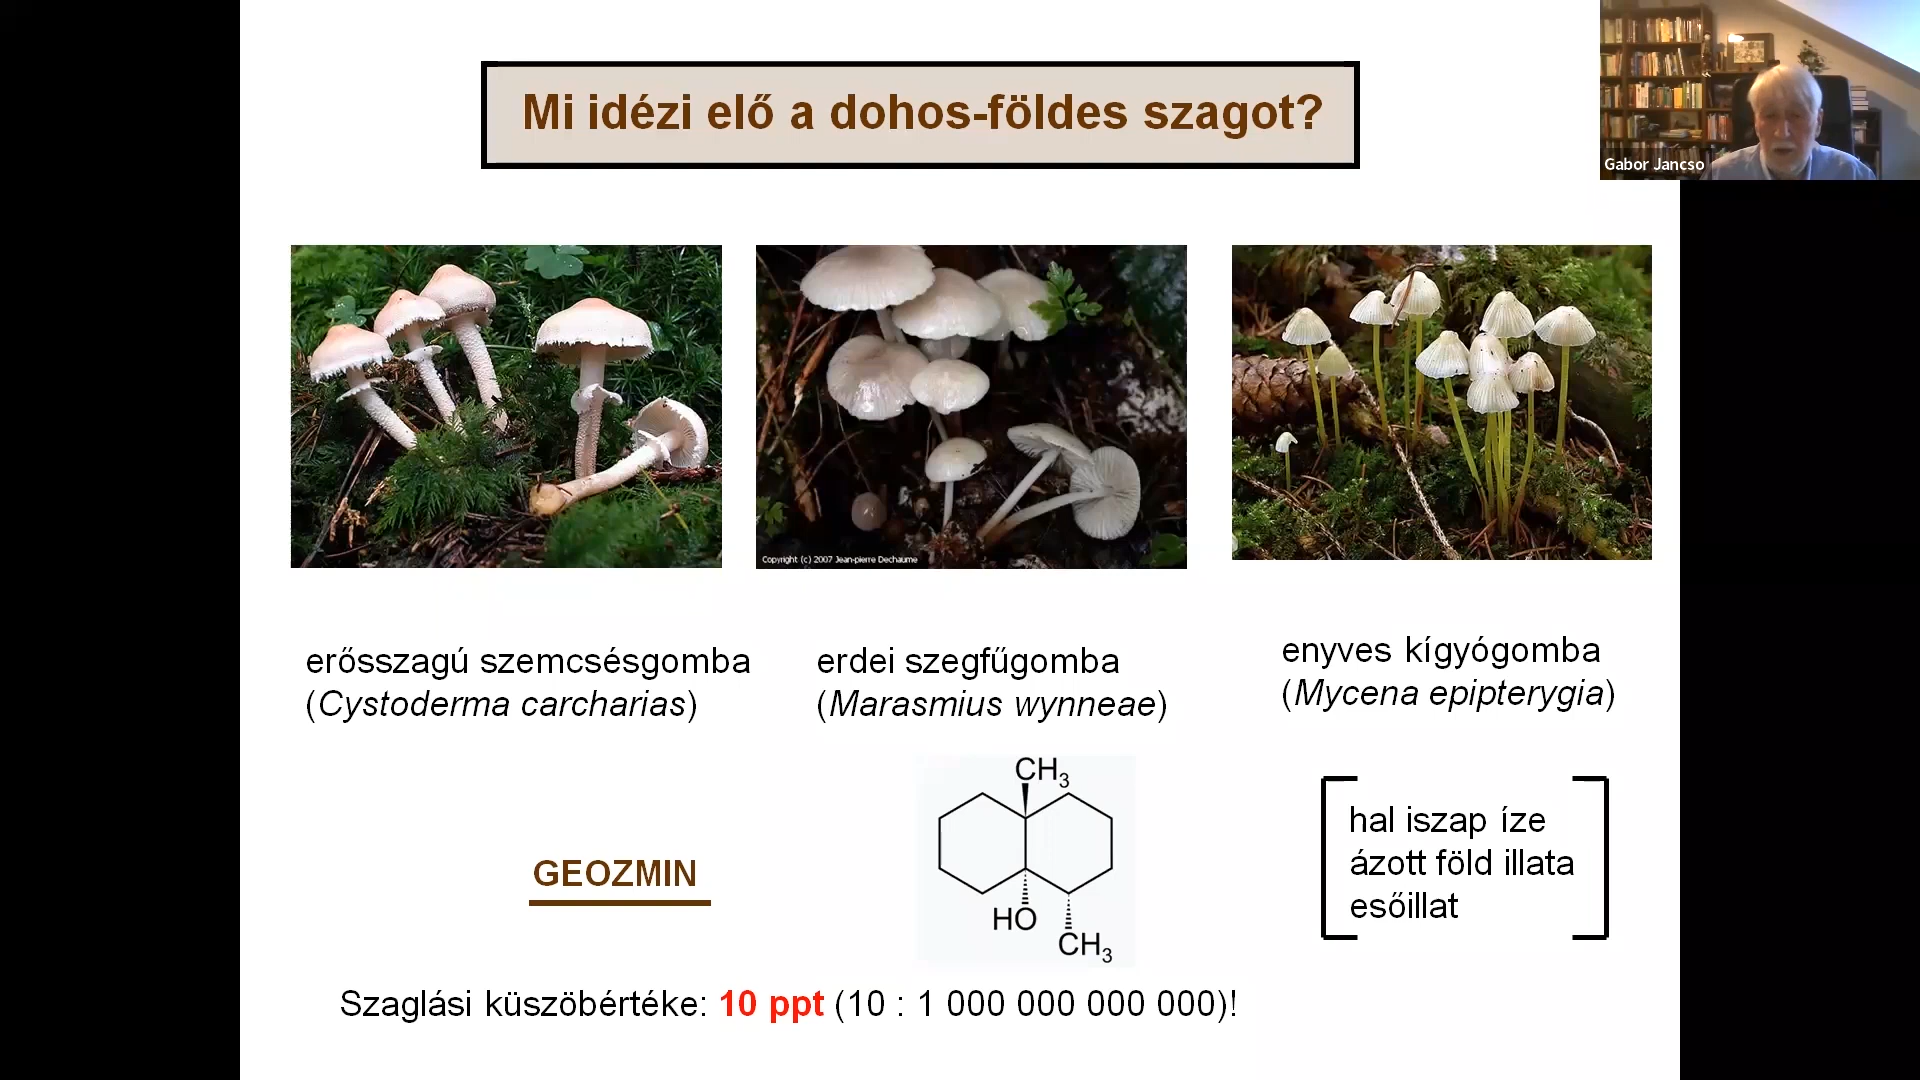 Mi idézi elő a dohos-földes szagot?
Gabor Jancso
Copyright (c) 2007 Jean-pierre Dechaume
erősszagú szemcsésgomba
(Cystoderma carcharias)
erdei szegfűgomba
(Marasmius wynneae)
enyves kígyógomba
(Mycena epipterygia)
GEOZMIN
CH3
HO
CH3
hal iszap íze
ázott föld illata
esőillat
Szaglási küszöbértéke: 10 ppt (10 : 1 000 000 000 000)!